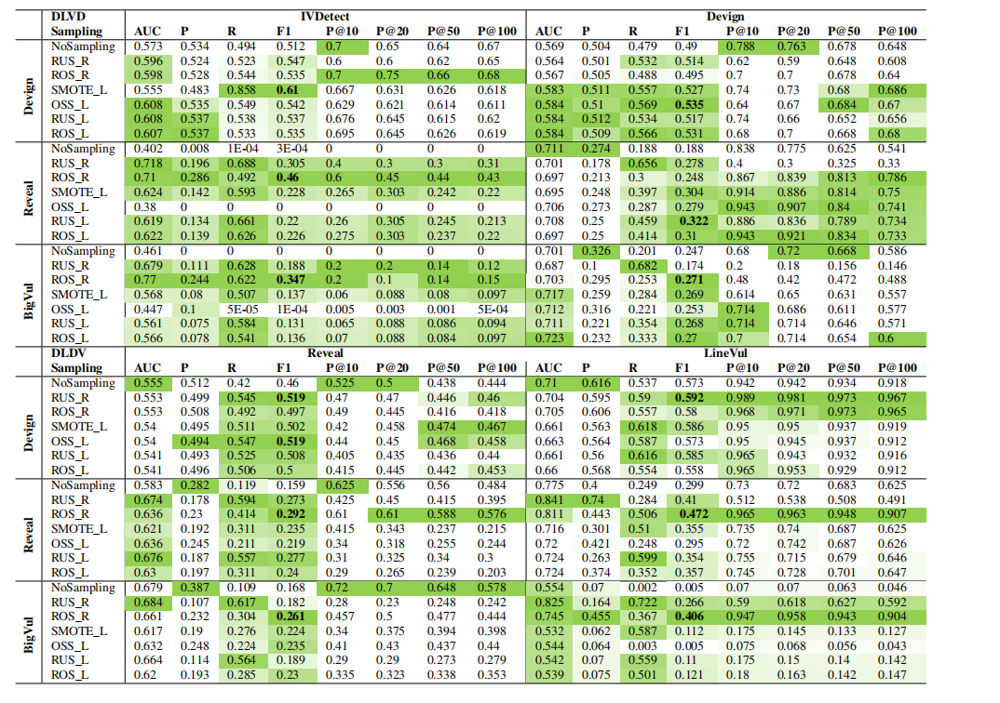 DLVD IVDetect Devign
Sampling AUC P R F1 P@10 P@20 P@50 P@100 AUC P R F1 P@10 P@20 P@50 P@100
Devign
NoSampling 0.573 0.534 0.494 0.512 0.7 0.65 0.64 0.67 0.569 0.504 0.479 0.49 0.788 0.763 0.678 0.648
RUS_R 0.596 0.524 0.523 0.547 0.6 0.6 0.62 0.65 0.564 0.501 0.532 0.514 0.62 0.59 0.648 0.608
ROS_R 0.598 0.528 0.544 0.535 0.7 0.75 0.66 0.68 0.567 0.505 0.488 0.495 0.7 0.7 0.678 0.64
SMOTE_L 0.555 0.483 0.858 0.61 0.667 0.631 0.626 0.618 0.583 0.511 0.557 0.527 0.74 0.73 0.68 0.686
OSS_L 0.608 0.535 0.549 0.542 0.629 0.621 0.614 0.611 0.584 0.51 0.569 0.535 0.64 0.67 0.684 0.67
RUS_L 0.608 0.537 0.538 0.537 0.676 0.645 0.615 0.62 0.584 0.512 0.534 0.517 0.74 0.66 0.652 0.656
ROS_L 0.607 0.537 0.533 0.535 0.695 0.645 0.626 0.619 0.584 0.509 0.566 0.531 0.68 0.7 0.668 0.68
Reveal
NoSampling 0.402 0.008 1E-04 3E-04 0 0 0 0 0.711 0.274 0.188 0.188 0.838 0.775 0.625 0.541
RUS_R 0.718 0.196 0.688 0.305 0.4 0.3 0.3 0.31 0.701 0.178 0.656 0.278 0.4 0.3 0.325 0.33
ROS_R 0.71 0.286 0.492 0.46 0.6 0.45 0.44 0.43 0.697 0.213 0.3 0.248 0.867 0.839 0.813 0.786
SMOTE_L 0.624 0.142 0.593 0.228 0.265 0.303 0.242 0.22 0.695 0.248 0.397 0.304 0.914 0.886 0.814 0.75
OSS_L 0.38 0 0 0 0 0 0 0 0.706 0.273 0.287 0.279 0.943 0.907 0.84 0.741
RUS_L 0.619 0.134 0.661 0.22 0.26 0.305 0.245 0.213 0.708 0.25 0.459 0.322 0.886 0.836 0.789 0.734
ROS_L 0.622 0.139 0.626 0.226 0.275 0.303 0.237 0.22 0.697 0.25 0.414 0.31 0.943 0.921 0.834 0.733
BigVul
NoSampling 0.461 0 0 0 0 0 0 0 0.701 0.326 0.201 0.247 0.68 0.72 0.668 0.586
RUS_R 0.679 0.111 0.628 0.188 0.2 0.2 0.14 0.12 0.687 0.1 0.682 0.174 0.2 0.18 0.156 0.146
ROS_R 0.77 0.244 0.622 0.347 0.2 0.1 0.14 0.15 0.703 0.295 0.253 0.271 0.48 0.42 0.472 0.488
SMOTE_L 0.568 0.08 0.507 0.137 0.06 0.088 0.08 0.097 0.717 0.259 0.284 0.269 0.614 0.65 0.631 0.557
OSS_L 0.447 0.1 5E-05 1E-04 0.005 0.003 0.001 5E-04 0.712 0.316 0.221 0.253 0.714 0.686 0.611 0.577
RUS_L 0.561 0.075 0.584 0.131 0.065 0.088 0.086 0.094 0.711 0.221 0.354 0.268 0.714 0.714 0.646 0.571
ROS_L 0.566 0.078 0.541 0.136 0.07 0.088 0.084 0.097 0.723 0.232 0.333 0.27 0.7 0.714 0.654 0.6
DLDV Reveal LineVul
Sampling AUC P R F1 P@10 P@20 P@50 P@100 AUC P R F1 P@10 P@20 P@50 P@100
Devign
NoSampling 0.555 0.512 0.42 0.46 0.525 0.5 0.438 0.444 0.71 0.616 0.537 0.573 0.942 0.942 0.934 0.918
RUS_R 0.553 0.499 0.545 0.519 0.47 0.47 0.446 0.46 0.704 0.595 0.59 0.592 0.989 0.981 0.973 0.967
ROS_R 0.553 0.508 0.492 0.497 0.49 0.445 0.416 0.418 0.705 0.606 0.557 0.58 0.968 0.971 0.973 0.965
SMOTE_L 0.54 0.495 0.511 0.502 0.42 0.458 0.474 0.467 0.661 0.563 0.618 0.586 0.95 0.95 0.937 0.919
OSS_L 0.54 0.494 0.547 0.519 0.44 0.45 0.468 0.458 0.663 0.564 0.587 0.573 0.95 0.945 0.937 0.912
RUS_L 0.541 0.493 0.525 0.508 0.405 0.435 0.436 0.44 0.661 0.56 0.616 0.585 0.965 0.943 0.932 0.916
ROS_L 0.541 0.496 0.506 0.5 0.415 0.445 0.442 0.453 0.66 0.568 0.554 0.558 0.965 0.953 0.929 0.912
Reveal
NoSampling 0.583 0.282 0.119 0.159 0.625 0.556 0.56 0.484 0.775 0.4 0.249 0.299 0.73 0.72 0.683 0.625
RUS_R 0.674 0.178 0.594 0.273 0.425 0.45 0.415 0.395 0.841 0.74 0.284 0.41 0.512 0.538 0.508 0.491
ROS_R 0.636 0.23 0.414 0.292 0.61 0.61 0.588 0.576 0.811 0.443 0.506 0.472 0.965 0.963 0.948 0.907
SMOTE_L 0.621 0.192 0.311 0.235 0.415 0.343 0.237 0.215 0.716 0.301 0.51 0.355 0.735 0.74 0.687 0.625
OSS_L 0.636 0.245 0.211 0.219 0.34 0.318 0.255 0.244 0.72 0.421 0.248 0.295 0.72 0.742 0.687 0.626
RUS_L 0.676 0.187 0.557 0.277 0.31 0.325 0.34 0.3 0.724 0.263 0.599 0.354 0.755 0.715 0.679 0.646
ROS_L 0.63 0.197 0.311 0.24 0.29 0.265 0.239 0.203 0.724 0.374 0.352 0.357 0.745 0.728 0.701 0.647
BigVul
NoSampling 0.679 0.387 0.109 0.168 0.72 0.7 0.648 0.578 0.554 0.07 0.002 0.005 0.07 0.07 0.063 0.046
RUS_R 0.684 0.107 0.617 0.182 0.28 0.23 0.248 0.242 0.825 0.164 0.722 0.266 0.59 0.618 0.627 0.592
ROS_R 0.661 0.232 0.304 0.261 0.457 0.5 0.477 0.444 0.745 0.455 0.367 0.406 0.947 0.958 0.943 0.904
SMOTE_L 0.617 0.19 0.276 0.224 0.34 0.375 0.394 0.398 0.532 0.062 0.587 0.112 0.175 0.145 0.133 0.127
OSS_L 0.632 0.248 0.224 0.235 0.41 0.43 0.437 0.44 0.544 0.064 0.003 0.005 0.075 0.068 0.056 0.043
RUS_L 0.664 0.114 0.564 0.189 0.29 0.29 0.273 0.279 0.542 0.07 0.559 0.11 0.175 0.15 0.14 0.142
ROS_L 0.62 0.193 0.285 0.23 0.335 0.323 0.338 0.353 0.539 0.075 0.501 0.121 0.18 0.163 0.142 0.147